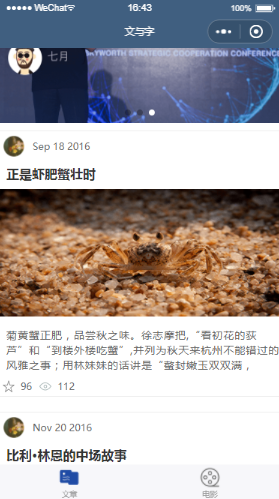 WeChat
16:43
100%
文与字
七月
AYWORTH STRATEGIC COOPERATION CONFERENCE
Sep 18 2016
正是虾肥蟹壮时
菊黄蟹正肥，品尝秋之味。徐志摩把,“看初花的荻
芦”和“到楼外楼吃蟹”,并列为秋天来杭州不能错过的
风雅之事；用林妹妹的话讲是“螯封嫩玉双双满，
96
112
Nov 20 2016
比利·林恩的中场故事
文章
电影